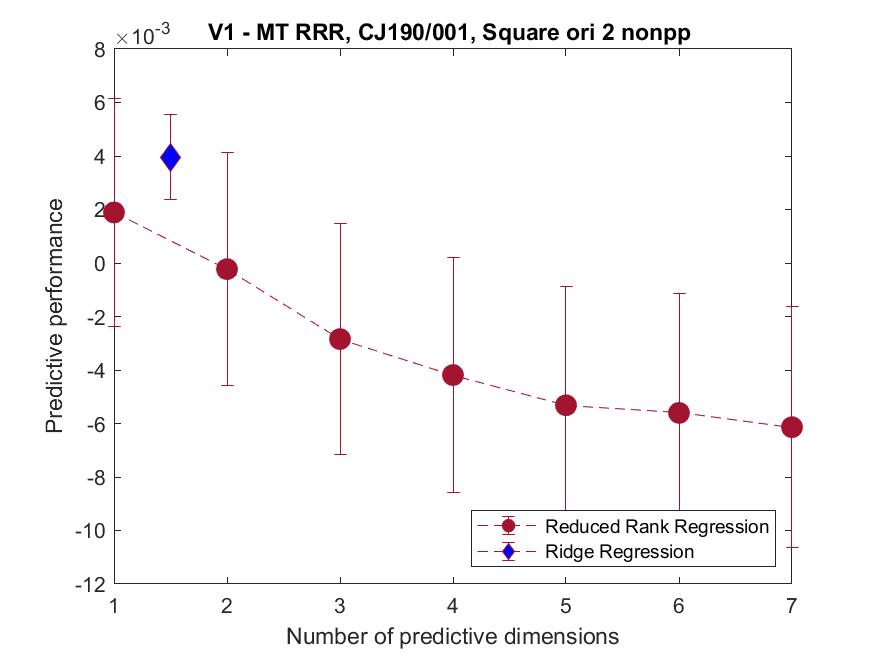 V1 - MT RRR, CJ190/001, Square ori 2 nonpp
×10-3
8
6
4
2
0
-2
-4
-6
-8
-10
-12
Predictive performance
Reduced Rank Regression
Ridge Regression
1 2 3 4 5 6 7
Number of predictive dimensions